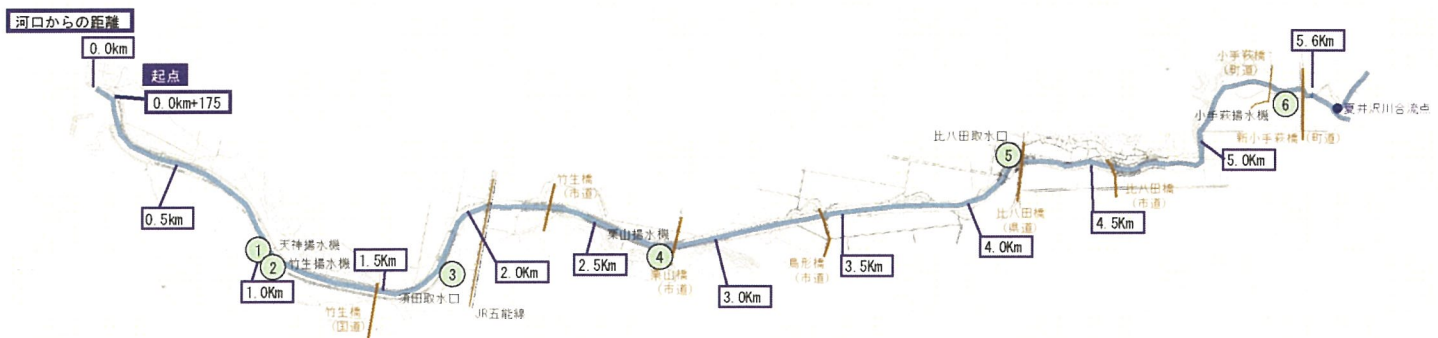 河口からの距離
0.0km
起点
0.0km+175
0.5km
①
天神揚水機
②
竹生揚水機
1.0Km
1.5Km
竹生橋
(国道)
③
須田取水口
JR五能線
2.0Km
竹生橋
(市道)
2.5Km
栗山揚水機
④
栗山橋
(市道)
3.0Km
鳥形橋
(市道)
3.5Km
4.0Km
比八田取水口
⑤
比八田橋
(県道)
4.5Km
比八田橋
(市道)
5.0Km
小手萩橋
(町道)
小手萩揚水機
⑥
新小手萩橋(町道)
5.6Km
夏井沢川合流点